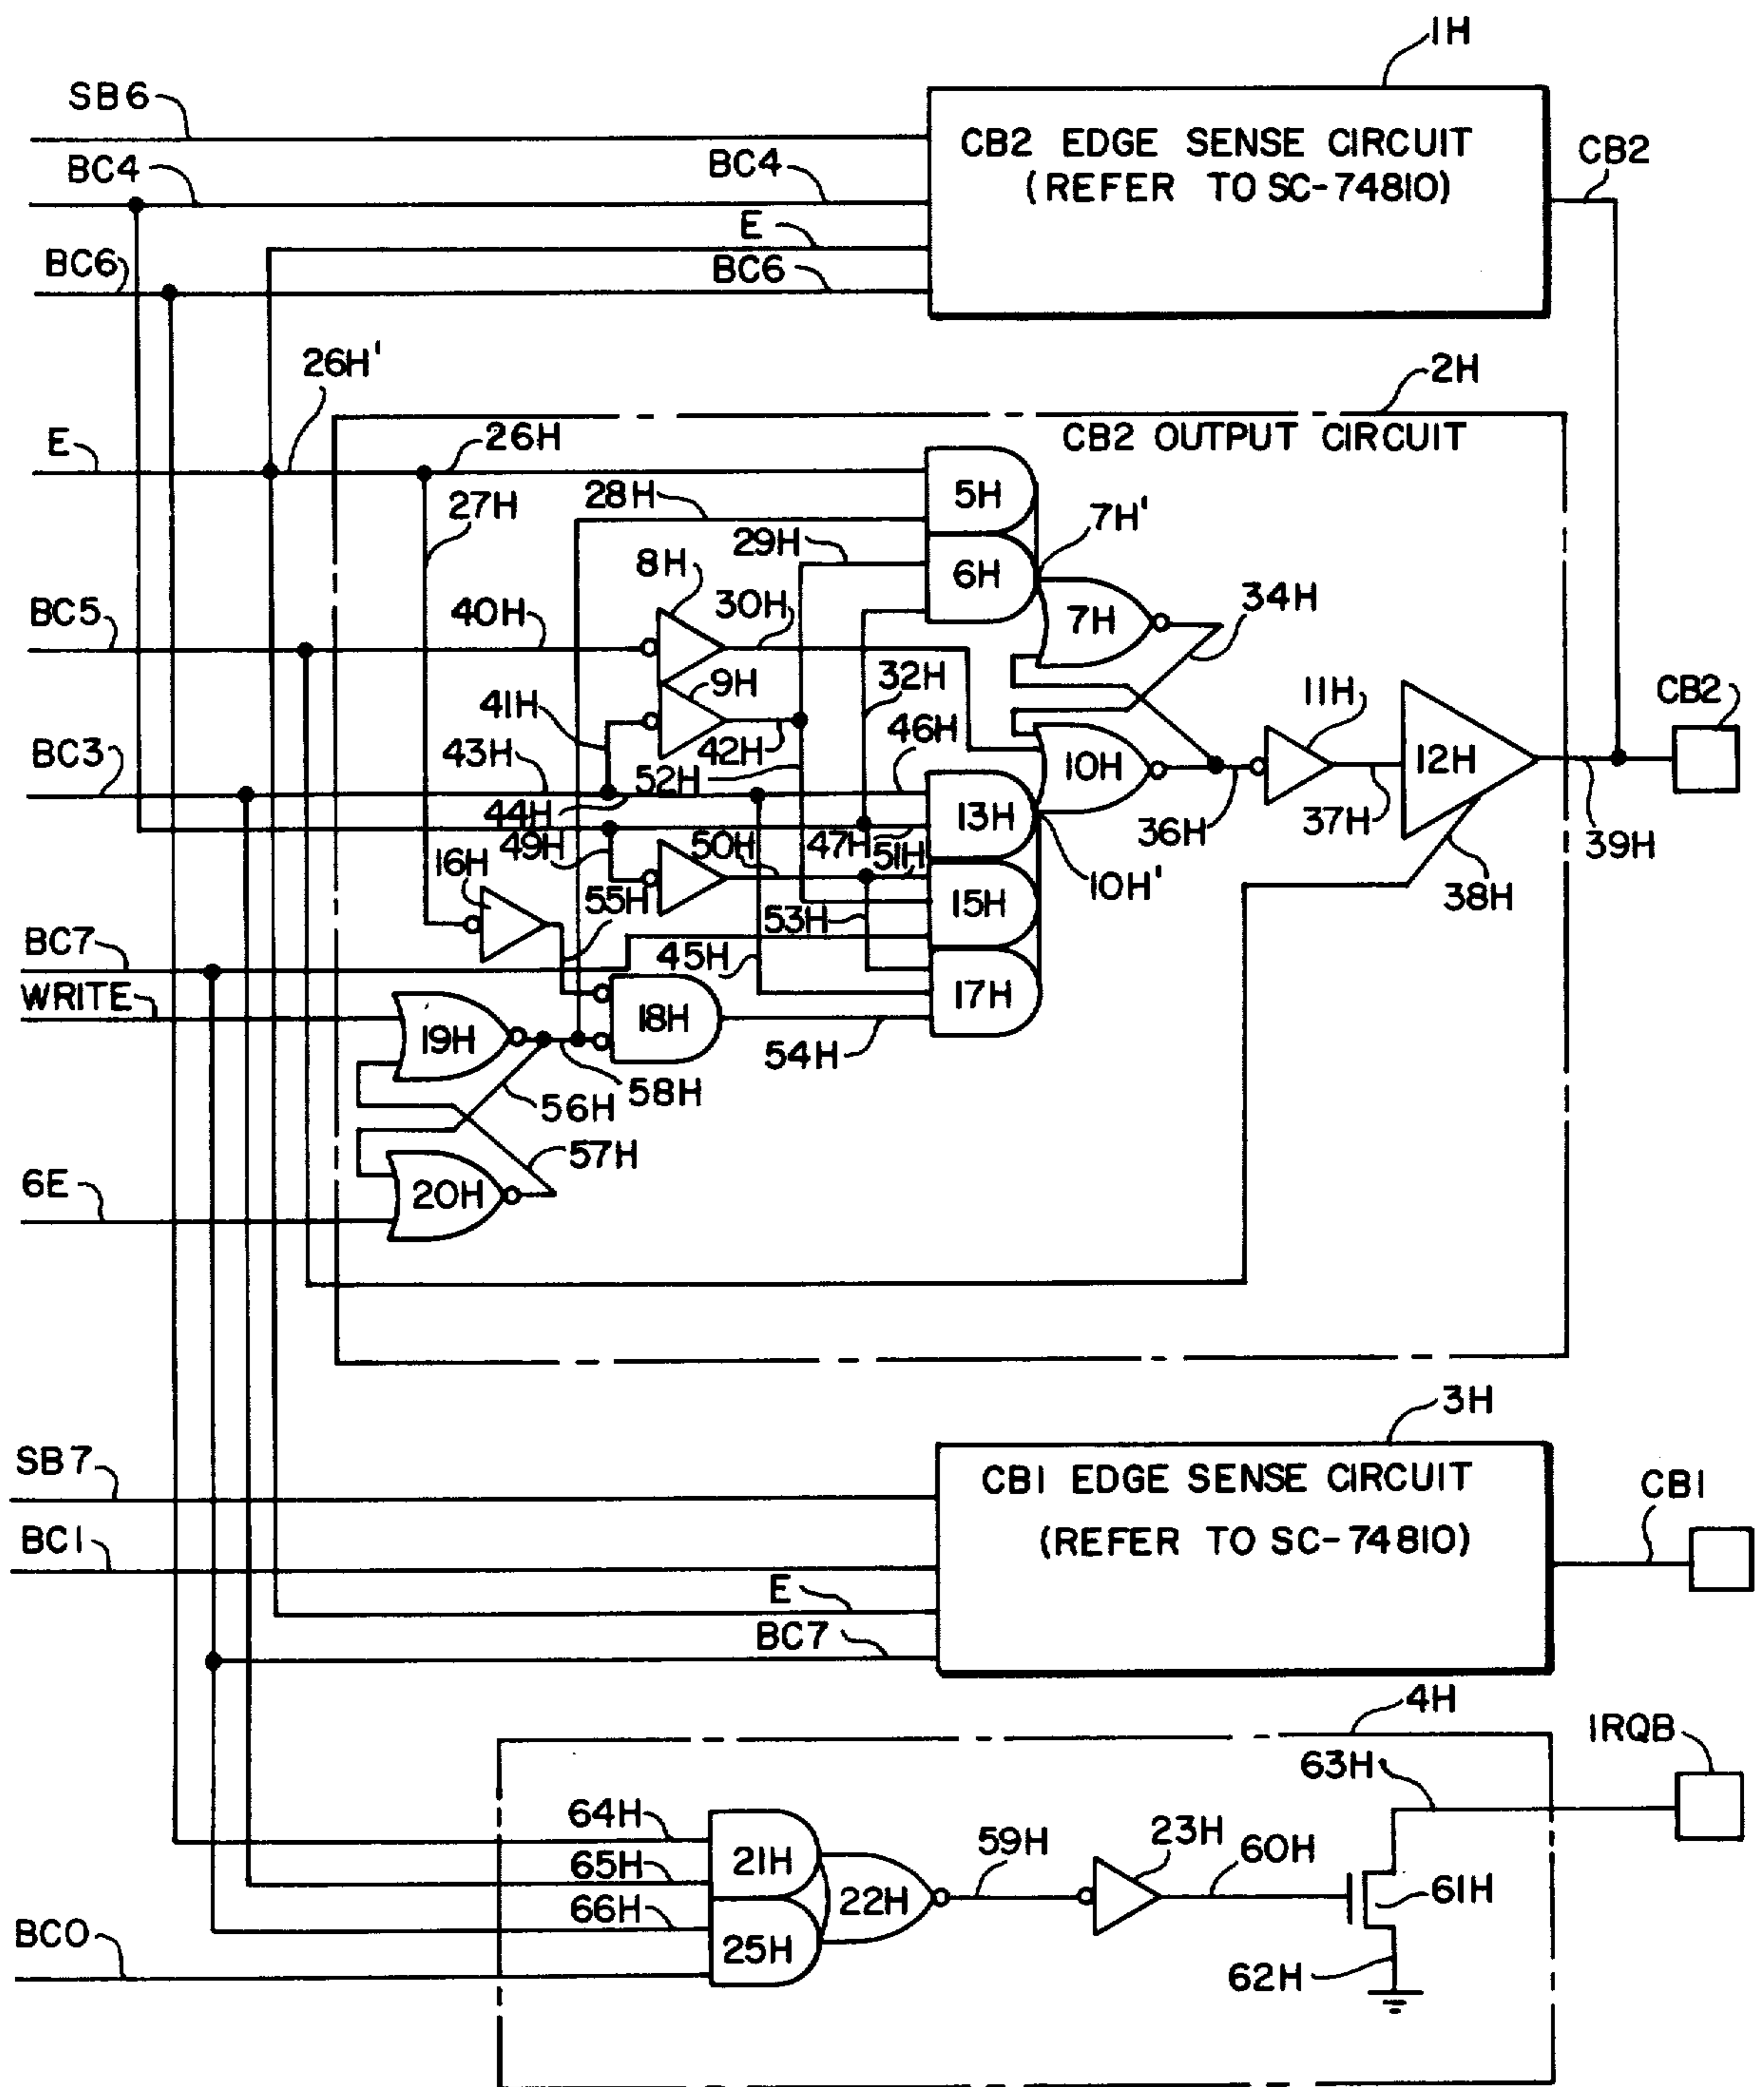 1H
SB6
CB2 EDGE SENSE CIRCUIT
(REFER TO SC-74810)
CB2
BC4
BC4
E
BC6
BC6
26H'
2H
E
26H
CB2 OUTPUT CIRCUIT
27H
28H
5H
7H'
29H
8H
6H
BC5
40H
30H
7H
34H
9H
32H
11H
CB2
41H
42H
46H
BC3
43H
52H
10H
12H
44H
13H
36H
37H
39H
49H
50H
47H
51H
10H'
38H
16H
55H
53H
15H
BC7
45H
WRITE
17H
19H
18H
54H
58H
56H
57H
6E
20H
3H
SB7
CB1 EDGE SENSE CIRCUIT
CB1
BC1
(REFER TO SC-74810)
E
BC7
4H
IRQB
63H
64H
23H
59H
60H
21H
65H
22H
61H
66H
BC0
25H
62H